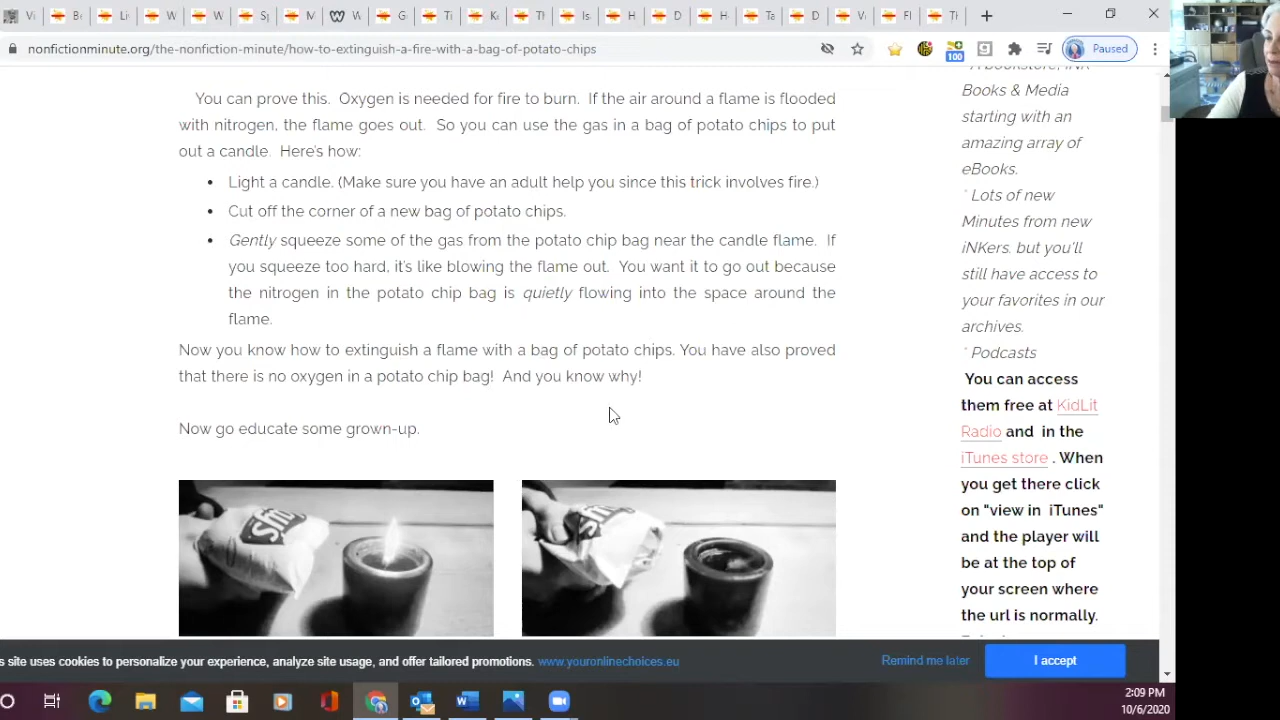 nonfictionminute.org/the-nonfiction-minute/how-to-extinguish-a-fire-with-a-bag-of-potato-chips
100
Paused
You can prove this. Oxygen is needed for fire to burn. If the air around a flame is flooded
with nitrogen, the flame goes out. So you can use the gas in a bag of potato chips to put
out a candle. Here's how:
• Light a candle. (Make sure you have an adult help you since this trick involves fire.)
• Cut off the corner of a new bag of potato chips.
• Gently squeeze some of the gas from the potato chip bag near the candle flame. If
you squeeze too hard, it's like blowing the flame out. You want it to go out because
the nitrogen in the potato chip bag is quietly flowing into the space around the
flame.
Now you know how to extinguish a flame with a bag of potato chips. You have also proved
that there is no oxygen in a potato chip bag! And you know why!
Now go educate some grown-up.
* A bookstore, INK
Books & Media
starting with an
amazing array of
eBooks.
* Lots of new
Minutes from new
iNKers. but you'll
still have access to
your favorites in our
archives.
* Podcasts
You can access
them free at KidLit
Radio and in the
iTunes store . When
you get there click
on "view in iTunes"
and the player will
be at the top of
your screen where
the url is normally.
s site uses cookies to personalize your experience, analyze site usage, and offer tailored promotions. www.youronlinechoices.eu
Remind me later
I accept
2:09 PM
10/6/2020